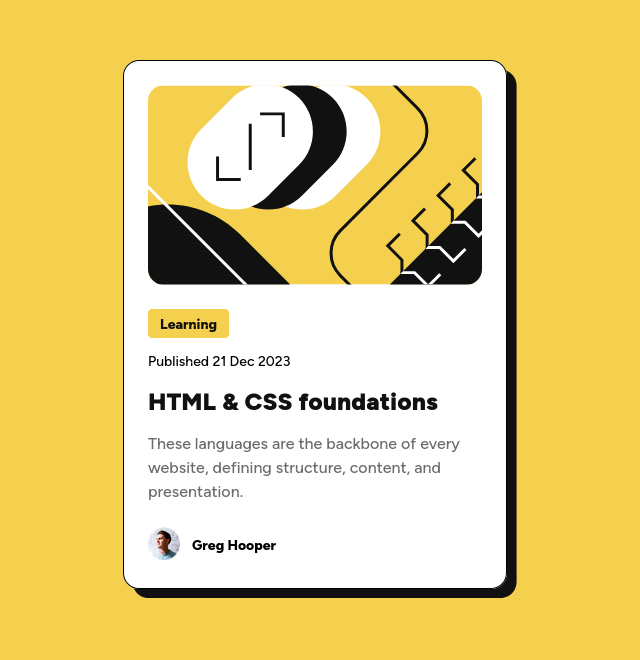 Learning
Published 21 Dec 2023
HTML & CSS foundations
These languages are the backbone of every
website, defining structure, content, and
presentation.
Greg Hooper